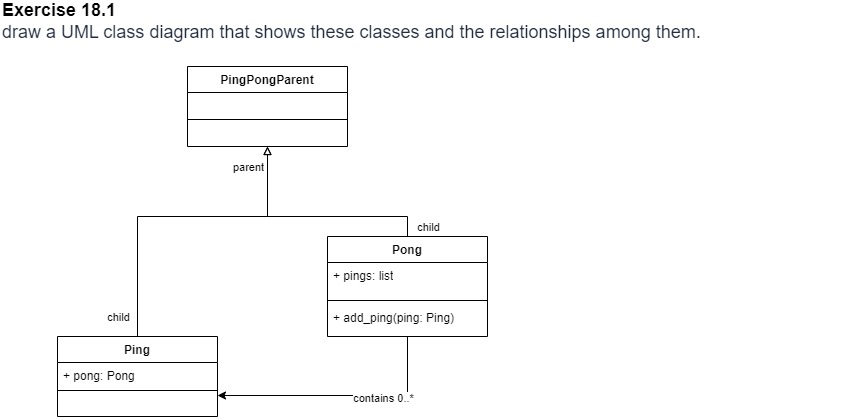 Exercise 18.1
draw a UML class diagram that shows these classes and the relationships among them.
PingPongParent
parent
child
Pong
+ pings: list
+ add_ping(ping: Ping)
child
Ping
+ pong: Pong
contains 0..*